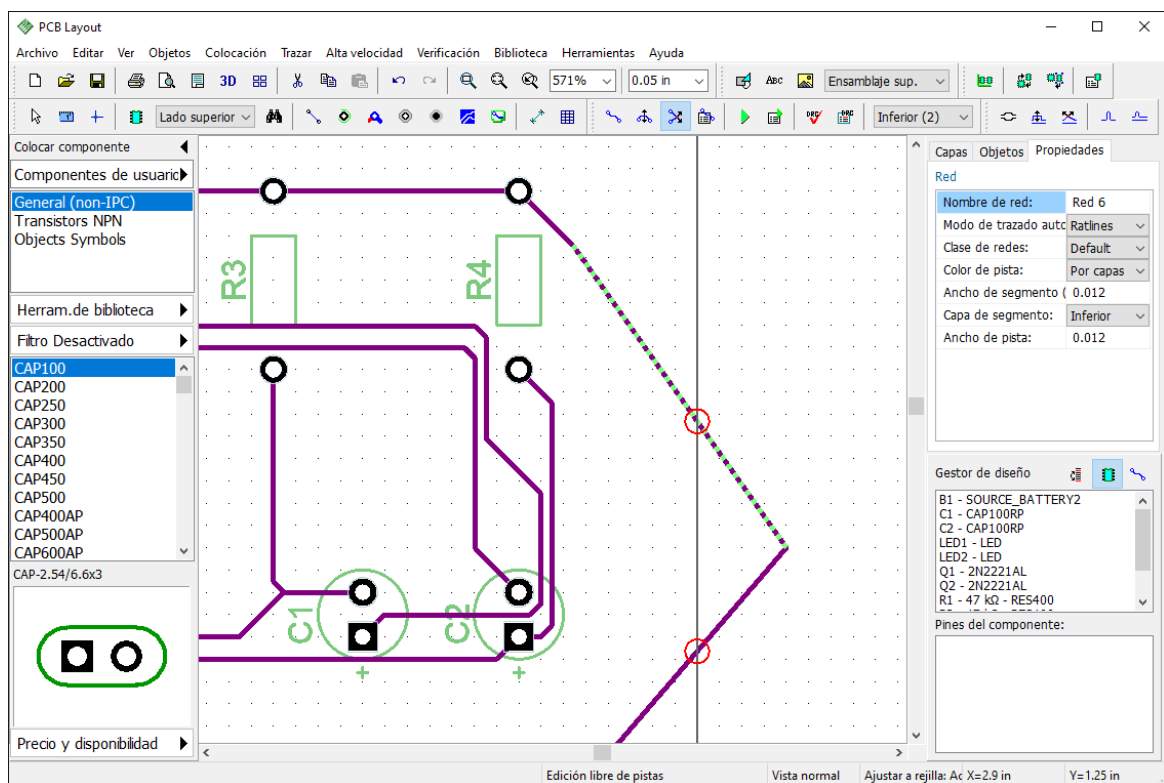 PCB Layout
Archivo Editar Ver Objetos Colocación Trazar Alta velocidad Verificación Biblioteca Herramientas Ayuda
3D 571% 0.05 in ABC Ensamblaje sup.
Lado superior DRC DRC Inferior (2)
Colocar componente
Componentes de usuaric
General (non-IPC)
Transistors NPN
Objects Symbols
Herram.de biblioteca
Filtro Desactivado
CAP100
CAP200
CAP250
CAP300
CAP350
CAP400
CAP450
CAP500
CAP400AP
CAP500AP
CAP600AP
CAP-2.54/6.6x3
Precio y disponibilidad
R3
R4
C1
C2
+
+
Capas Objetos Propiedades
Red
Nombre de red: Red 6
Modo de trazado autc Ratlines
Clase de redes: Default
Color de pista: Por capas
Ancho de segmento ( 0.012
Capa de segmento: Inferior
Ancho de pista: 0.012
Gestor de diseño
B1 - SOURCE_BATTERY2
C1 - CAP100RP
C2 - CAP100RP
LED1 - LED
LED2 - LED
Q1 - 2N2221AL
Q2 - 2N2221AL
R1 - 47 kΩ - RES400
Pines del componente:
Edición libre de pistas Vista normal Ajustar a rejilla: Ac X=2.9 in Y=1.25 in